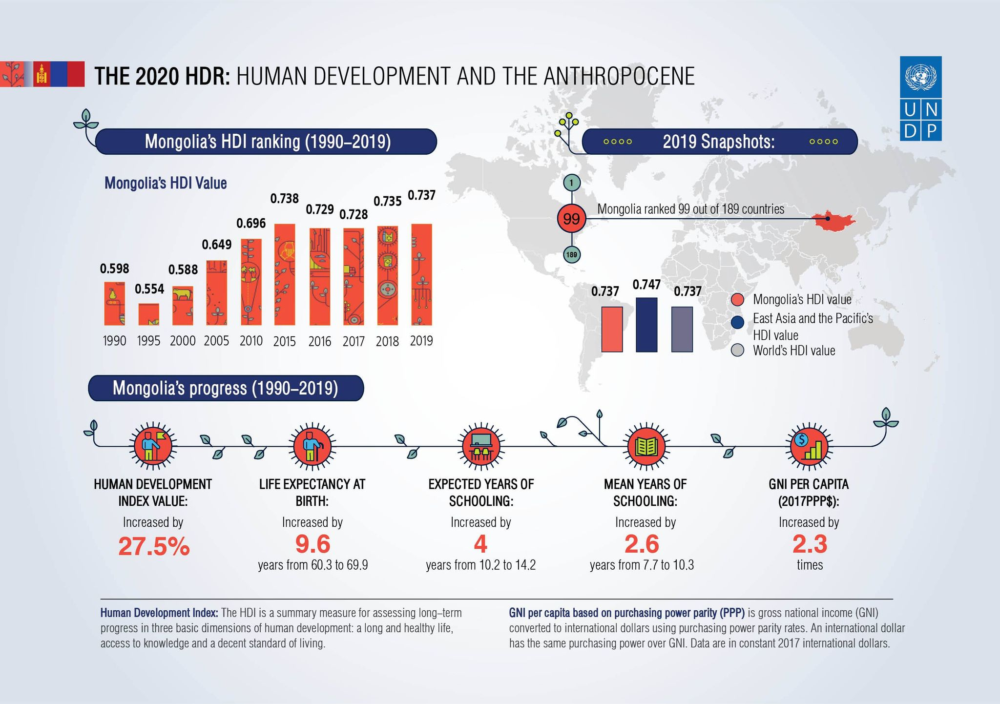 THE 2020 HDR: HUMAN DEVELOPMENT AND THE ANTHROPOCENE
U N
D P
Mongolia's HDI ranking (1990–2019)
Mongolia's HDI Value
0.598
0.554
0.588
0.649
0.696
0.738
0.729
0.728
0.735
0.737
1990 1995 2000 2005 2010 2015 2016 2017 2018 2019
2019 Snapshots:
1
99
189
Mongolia ranked 99 out of 189 countries
0.737
0.747
0.737
Mongolia's HDI value
East Asia and the Pacific's
HDI value
World's HDI value
Mongolia's progress (1990–2019)
HUMAN DEVELOPMENT
INDEX VALUE:
Increased by
27.5%
LIFE EXPECTANCY AT
BIRTH:
Increased by
9.6
years from 60.3 to 69.9
EXPECTED YEARS OF
SCHOOLING:
Increased by
4
years from 10.2 to 14.2
MEAN YEARS OF
SCHOOLING:
Increased by
2.6
years from 7.7 to 10.3
$
GNI PER CAPITA
(2017PPP$):
Increased by
2.3
times
Human Development Index: The HDI is a summary measure for assessing long–term
progress in three basic dimensions of human development: a long and healthy life,
access to knowledge and a decent standard of living.
GNI per capita based on purchasing power parity (PPP) is gross national income (GNI)
converted to international dollars using purchasing power parity rates. An international dollar
has the same purchasing power over GNI. Data are in constant 2017 international dollars.